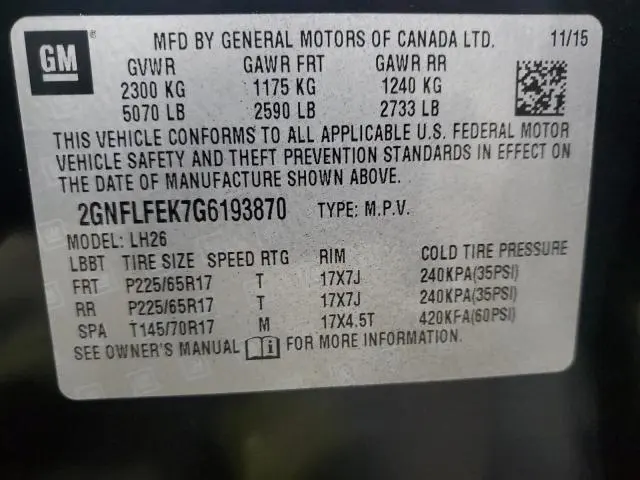 GM ® MFD BY GENERAL MOTORS OF CANADA LTD. 11/15
GVWR GAWR FRT GAWR RR
2300 KG 1175 KG 1240 KG
5070 LB 2590 LB 2733 LB
THIS VEHICLE CONFORMS TO ALL APPLICABLE U.S. FEDERAL MOTOR
VEHICLE SAFETY AND THEFT PREVENTION STANDARDS IN EFFECT ON
THE DATE OF MANUFACTURE SHOWN ABOVE.
2GNFLFEK7G6193870 TYPE: M.P.V.
MODEL: LH26
LBBT TIRE SIZE SPEED RTG RIM COLD TIRE PRESSURE
FRT P225/65R17 T 17X7J 240KPA(35PSI)
RR P225/65R17 T 17X7J 240KPA(35PSI)
SPA T145/70R17 M 17X4.5T 420KPA(60PSI)
SEE OWNER'S MANUAL FOR MORE INFORMATION.